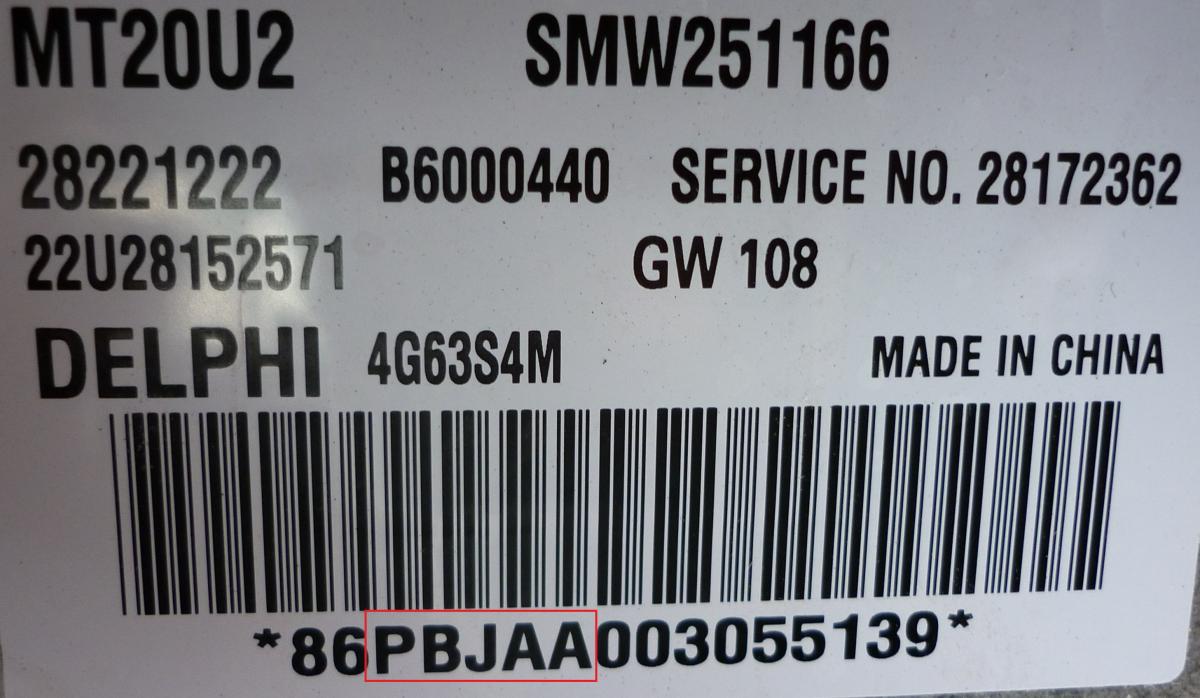 MT20U2 SMW251166
28221222 B6000440 SERVICE NO. 28172362
22U28152571 GW 108
DELPHI 4G63S4M MADE IN CHINA
*86PBJAA003055139*